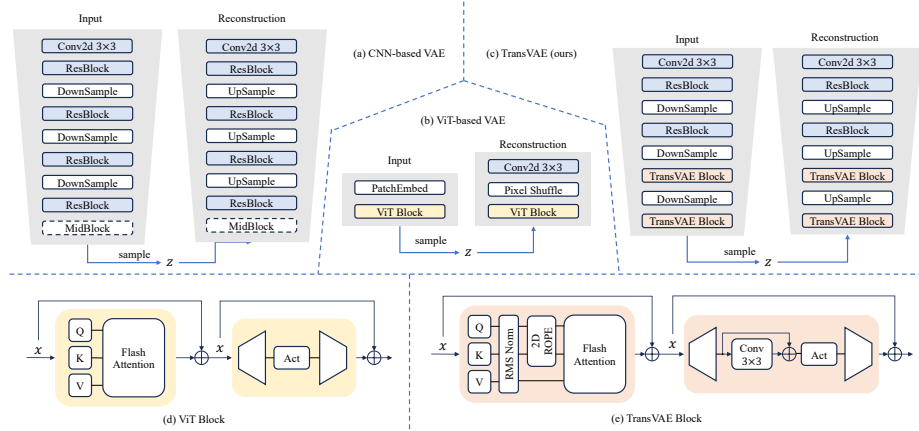 Input
Conv2d 3×3
ResBlock
DownSample
ResBlock
DownSample
ResBlock
DownSample
ResBlock
MidBlock
Reconstruction
Conv2d 3×3
ResBlock
UpSample
ResBlock
UpSample
ResBlock
UpSample
ResBlock
MidBlock
sample
z
(a) CNN-based VAE
(b) ViT-based VAE
Input
PatchEmbed
ViT Block
Reconstruction
Conv2d 3×3
Pixel Shuffle
ViT Block
sample
z
(c) TransVAE (ours)
Input
Conv2d 3×3
ResBlock
DownSample
ResBlock
DownSample
TransVAE Block
DownSample
TransVAE Block
Reconstruction
Conv2d 3×3
ResBlock
UpSample
ResBlock
UpSample
TransVAE Block
UpSample
TransVAE Block
sample
z
x
Q
K
V
Flash
Attention
x
Act
(d) ViT Block
x
Q
K
V
RMS Norm
2D
ROPE
Flash
Attention
x
Conv
3×3
Act
(e) TransVAE Block